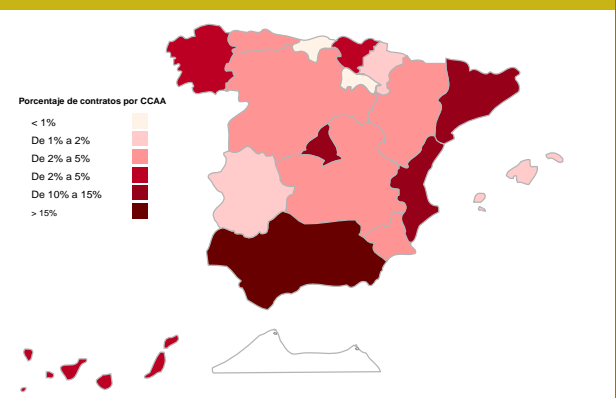 Porcentaje de contratos por CCAA
< 1%
De 1% a 2%
De 2% a 5%
De 2% a 5%
De 10% a 15%
> 15%